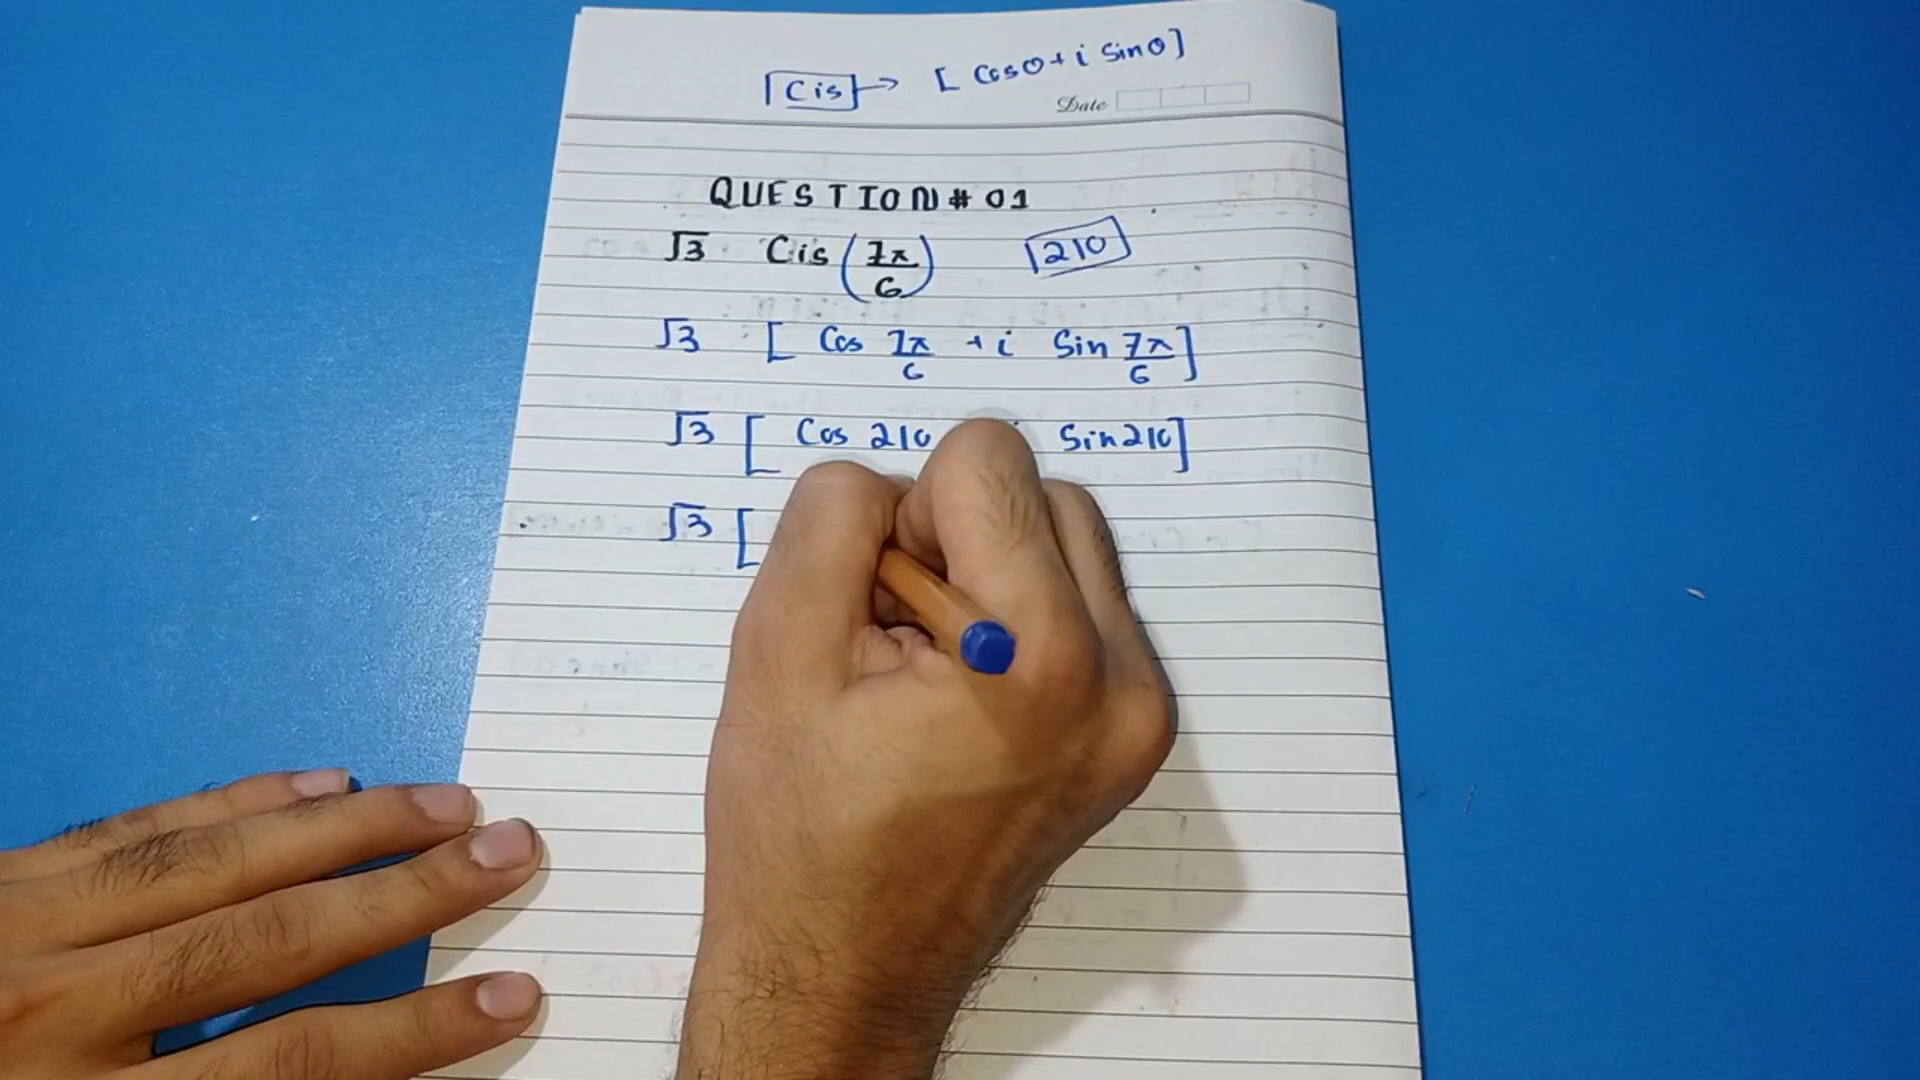 Cis → [ Cosθ + i Sinθ ]
Date
QUESTION # 01
√3 Cis (7π/6) 210
√3 [ Cos 7π/6 + i Sin 7π/6 ]
√3 [ Cos 210 Sin 210 ]
√3 [